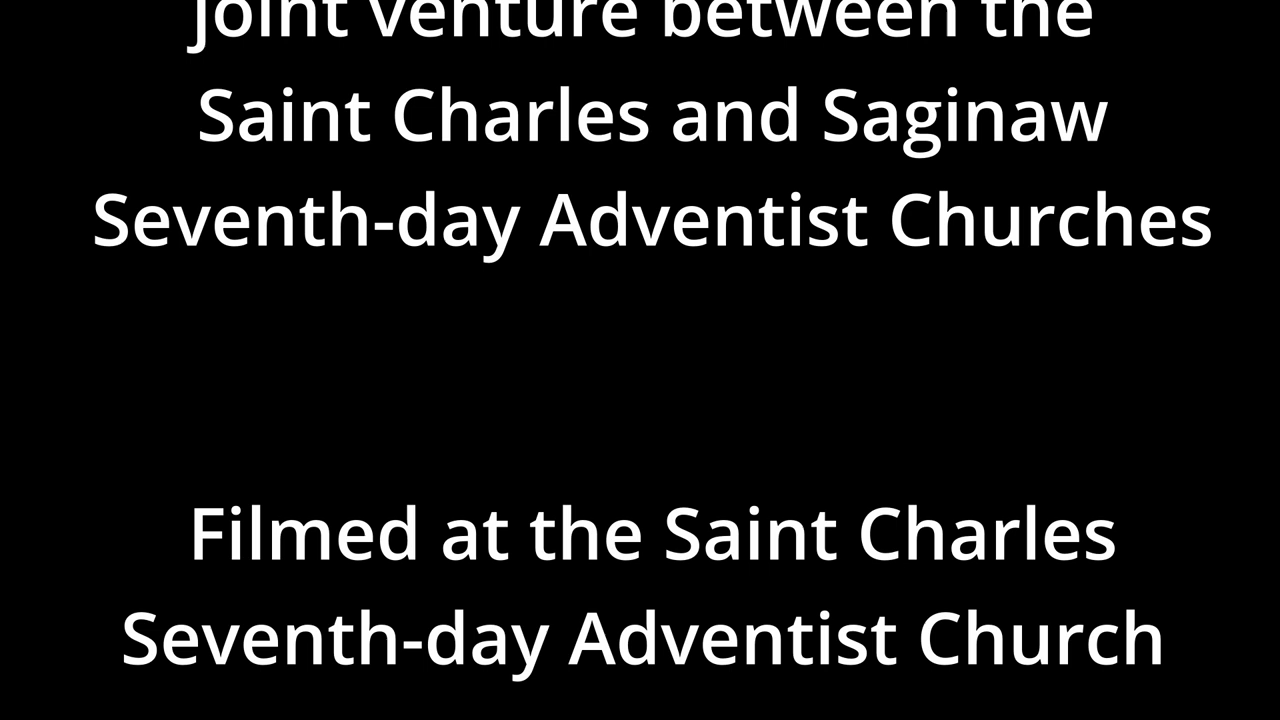 joint venture between the
Saint Charles and Saginaw
Seventh-day Adventist Churches
Filmed at the Saint Charles
Seventh-day Adventist Church